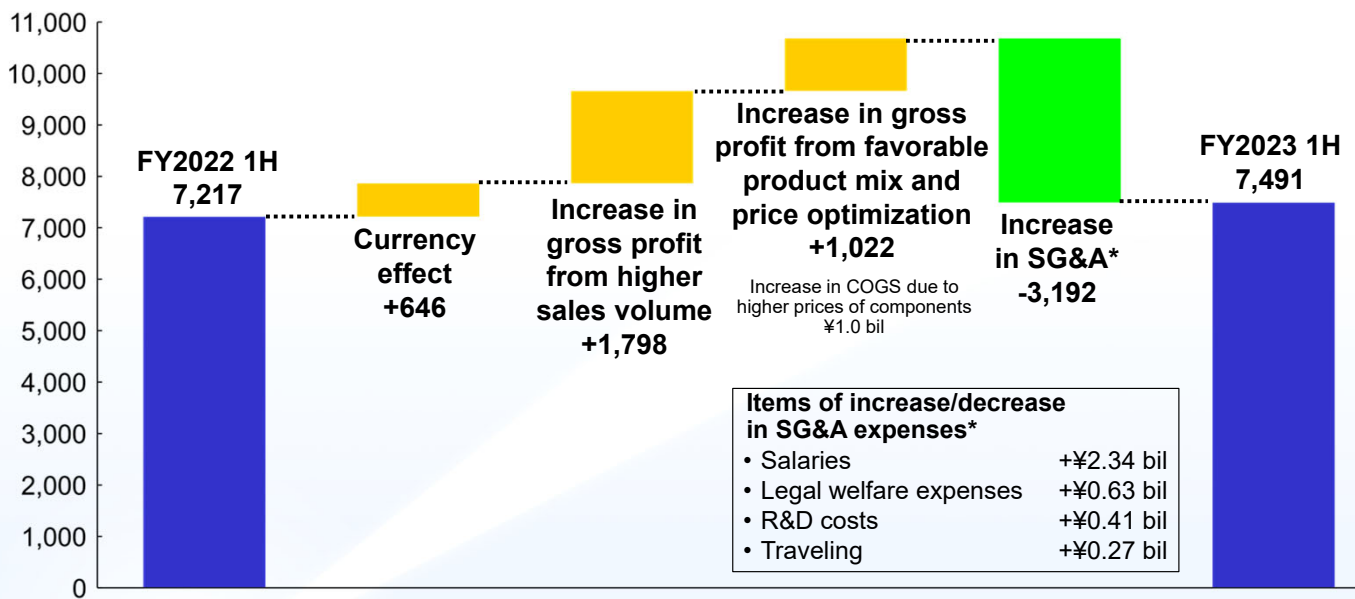 11,000
10,000
9,000
8,000
7,000
6,000
5,000
4,000
3,000
2,000
1,000
0
FY2022 1H
7,217
Currency
effect
+646
Increase in
gross profit
from higher
sales volume
+1,798
Increase in gross
profit from favorable
product mix and
price optimization
+1,022
Increase in COGS due to
higher prices of components
¥1.0 bil
Increase
in SG&A*
-3,192
FY2023 1H
7,491
Items of increase/decrease
in SG&A expenses*
• Salaries +¥2.34 bil
• Legal welfare expenses +¥0.63 bil
• R&D costs +¥0.41 bil
• Traveling +¥0.27 bil